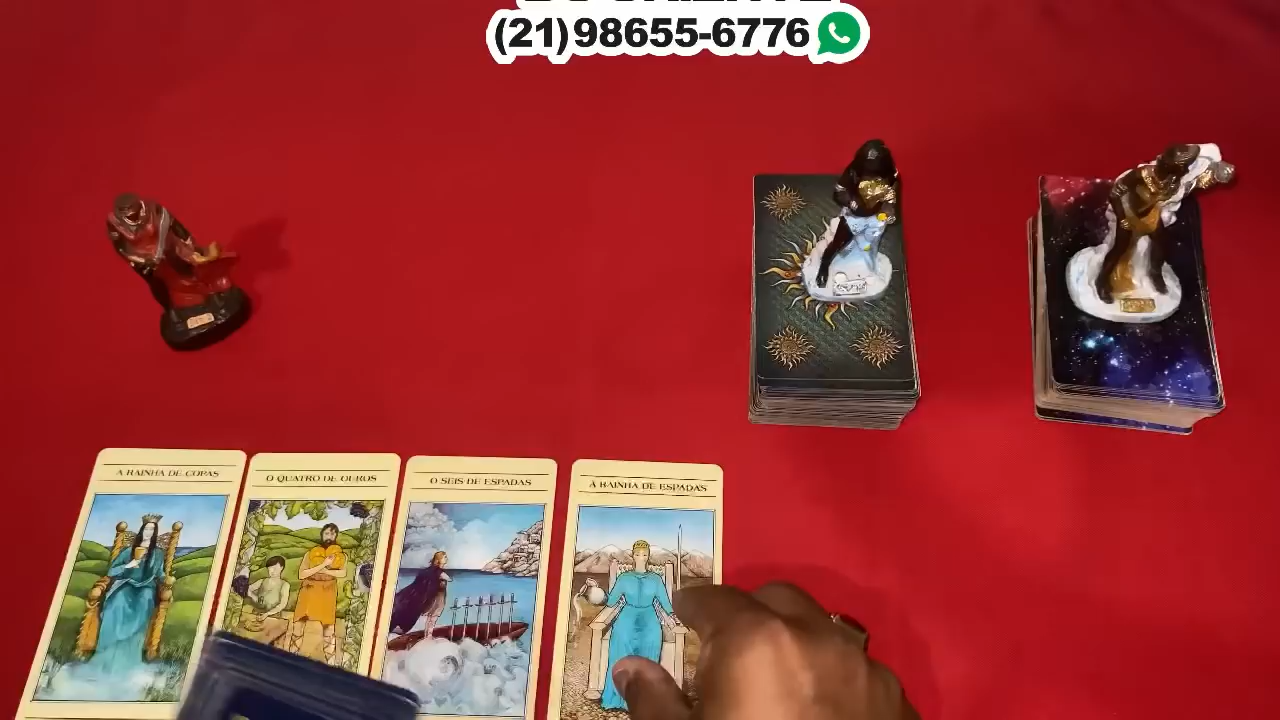 (21)98655-6776
A RAINHA DE COPAS
O QUATRO DE OUROS
O SEIS DE ESPADAS
A RAINHA DE ESPADAS